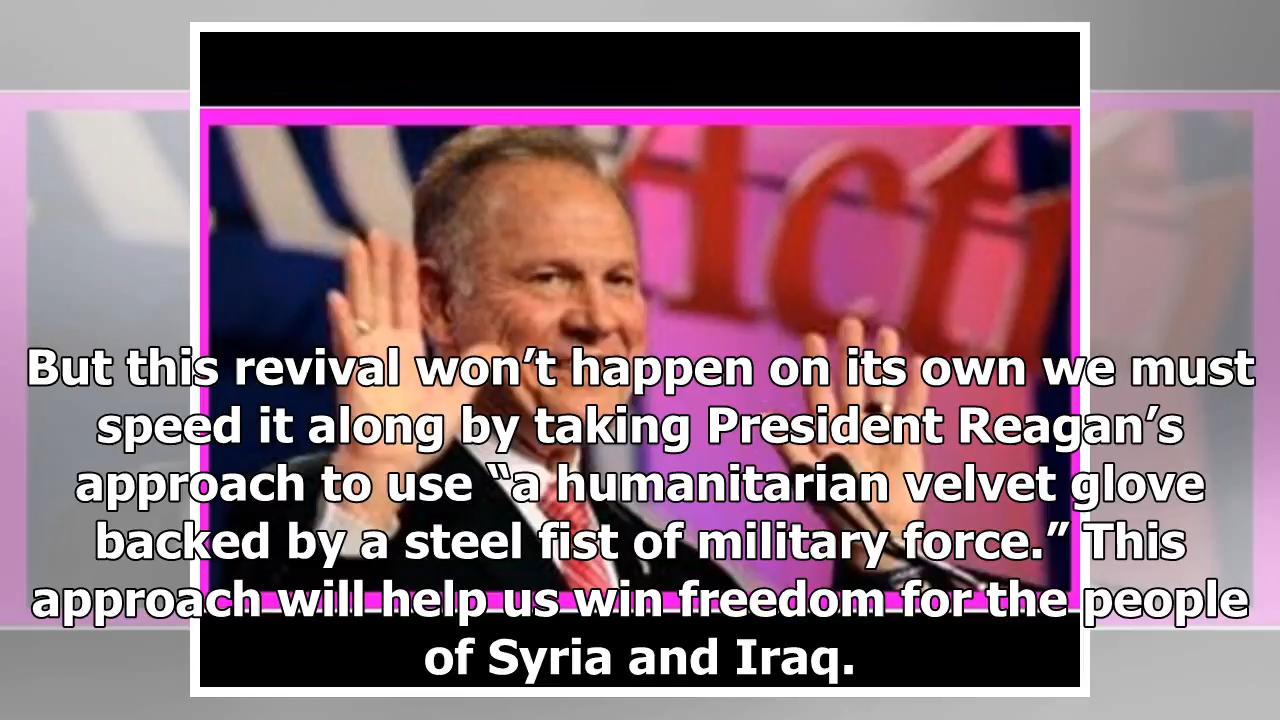 Acti
But this revival won’t happen on its own we must
speed it along by taking President Reagan’s
approach to use “a humanitarian velvet glove
backed by a steel fist of military force.” This
approach will help us win freedom for the people
of Syria and Iraq.